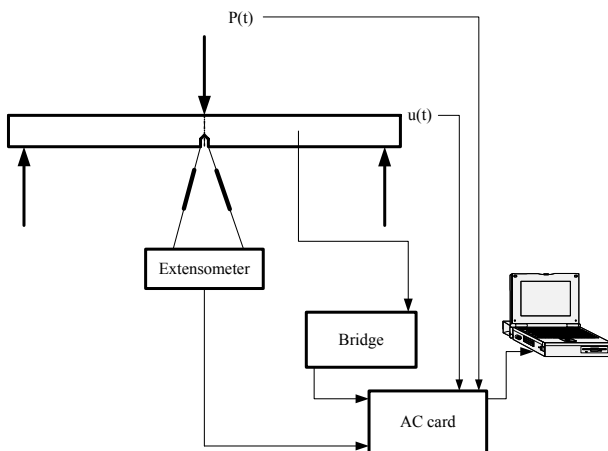 P(t)
u(t)
Extensometer
Bridge
AC card